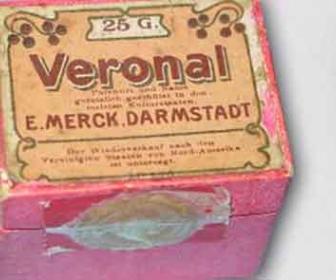 25 G.
Veronal
Patentirt und Name
gesetzlich geschützt in den
meisten Kulturstaaten.
E. MERCK. DARMSTADT
Der Wiederverkauf nach den
Vereinigten Staaten von Nord-Amerika
ist untersagt.